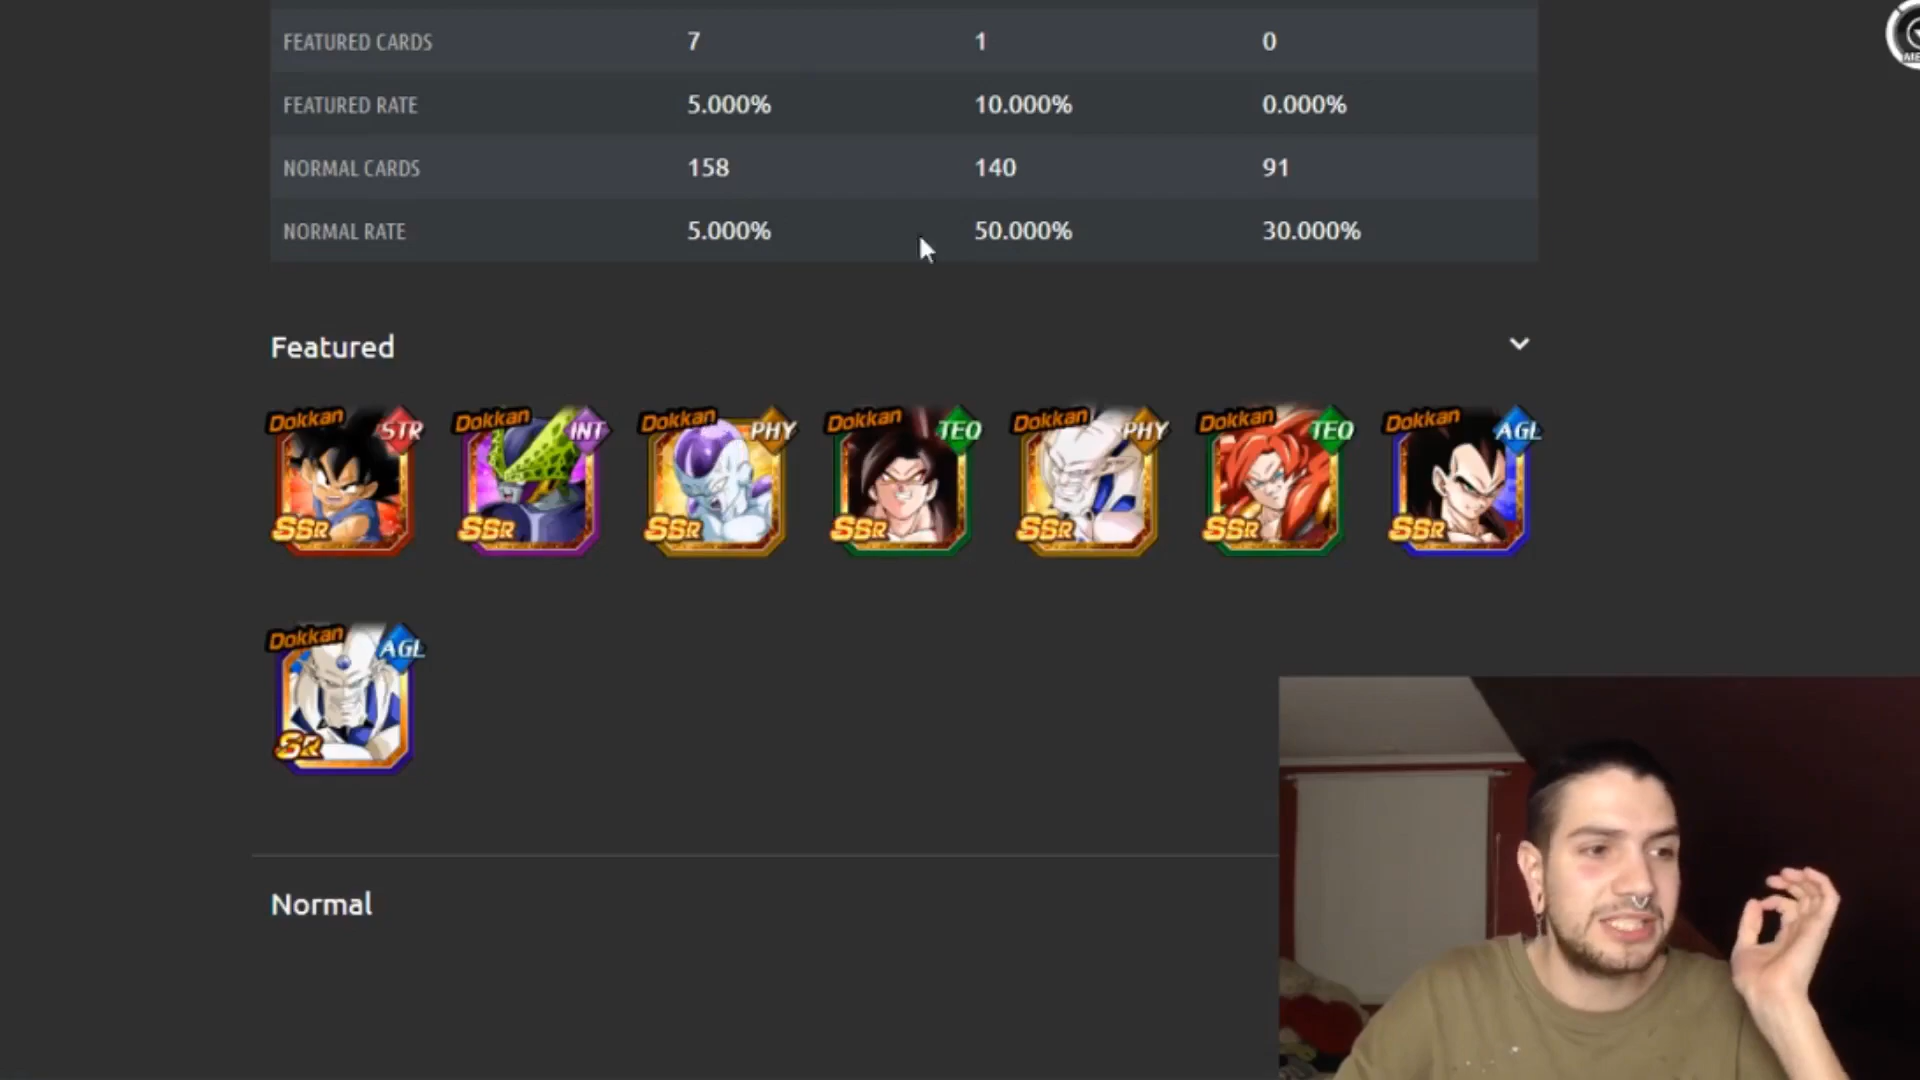 FEATURED CARDS 7 1 0
FEATURED RATE 5.000% 10.000% 0.000%
NORMAL CARDS 158 140 91
NORMAL RATE 5.000% 50.000% 30.000%
Featured
Dokkan STR Dokkan INT Dokkan PHY Dokkan TEQ Dokkan PHY Dokkan TEQ Dokkan AGL
SSR SSR SSR SSR SSR SSR SSR
Dokkan AGL
SR
Normal